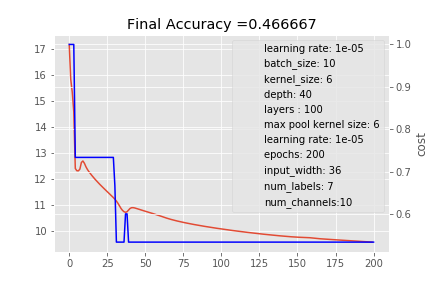 Final Accuracy =0.466667
17
16
15
14
13
12
11
10
1.0
0.9
0.8
0.7
0.6
cost
learning rate: 1e-05
batch_size: 10
kernel_size: 6
depth: 40
layers : 100
max pool kernel size: 6
learning rate: 1e-05
epochs: 200
input_width: 36
num_labels: 7
num_channels:10
0 25 50 75 100 125 150 175 200